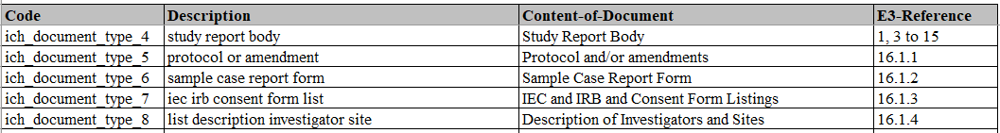 Code Description Content-of-Document E3-Reference
ich_document_type_4 study report body Study Report Body 1, 3 to 15
ich_document_type_5 protocol or amendment Protocol and/or amendments 16.1.1
ich_document_type_6 sample case report form Sample Case Report Form 16.1.2
ich_document_type_7 iec irb consent form list IEC and IRB and Consent Form Listings 16.1.3
ich_document_type_8 list description investigator site Description of Investigators and Sites 16.1.4